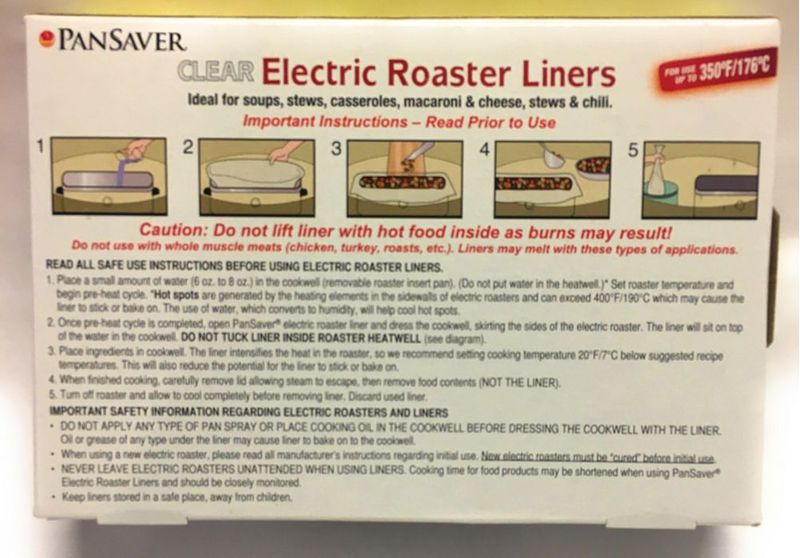 PANSAVER
CLEAR Electric Roaster Liners
FOR USE UP TO 350°F/176°C
Ideal for soups, stews, casseroles, macaroni & cheese, stews & chili.
Important Instructions – Read Prior to Use
1 2 3 4 5
Caution: Do not lift liner with hot food inside as burns may result!
Do not use with whole muscle meats (chicken, turkey, roasts, etc.). Liners may melt with these types of applications.
READ ALL SAFE USE INSTRUCTIONS BEFORE USING ELECTRIC ROASTER LINERS.
1. Place a small amount of water (6 oz. to 8 oz.) in the cookwell (removable roaster insert pan). (Do not put water in the heatwell.)* Set roaster temperature and
begin pre-heat cycle. *Hot spots are generated by the heating elements in the sidewalls of electric roasters and can exceed 400°F/190°C which may cause the
liner to stick or bake on. The use of water, which converts to humidity, will help cool hot spots.
2. Once pre-heat cycle is completed, open PanSaver® electric roaster liner and dress the cookwell, skirting the sides of the electric roaster. The liner will sit on top
of the water in the cookwell. DO NOT TUCK LINER INSIDE ROASTER HEATWELL (see diagram).
3. Place ingredients in cookwell. The liner intensifies the heat in the roaster, so we recommend setting cooking temperature 20°F/7°C below suggested recipe
temperatures. This will also reduce the potential for the liner to stick or bake on.
4. When finished cooking, carefully remove lid allowing steam to escape, then remove food contents (NOT THE LINER).
5. Turn off roaster and allow to cool completely before removing liner. Discard used liner.
IMPORTANT SAFETY INFORMATION REGARDING ELECTRIC ROASTERS AND LINERS
• DO NOT APPLY ANY TYPE OF PAN SPRAY OR PLACE COOKING OIL IN THE COOKWELL BEFORE DRESSING THE COOKWELL WITH THE LINER.
Oil or grease of any type under the liner may cause liner to bake on to the cookwell.
• When using a new electric roaster, please read all manufacturer's instructions regarding initial use. New electric roasters must be "cured" before initial use.
• NEVER LEAVE ELECTRIC ROASTERS UNATTENDED WHEN USING LINERS. Cooking time for food products may be shortened when using PanSaver®
Electric Roaster Liners and should be closely monitored.
• Keep liners stored in a safe place, away from children.